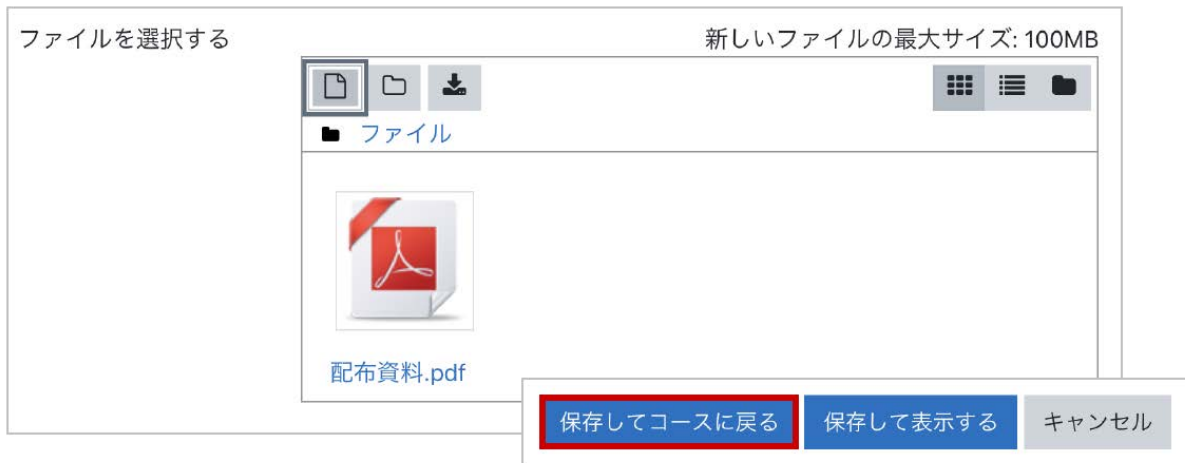 ファイルを選択する
新しいファイルの最大サイズ: 100MB
ファイル
配布資料.pdf
保存してコースに戻る
保存して表示する
キャンセル